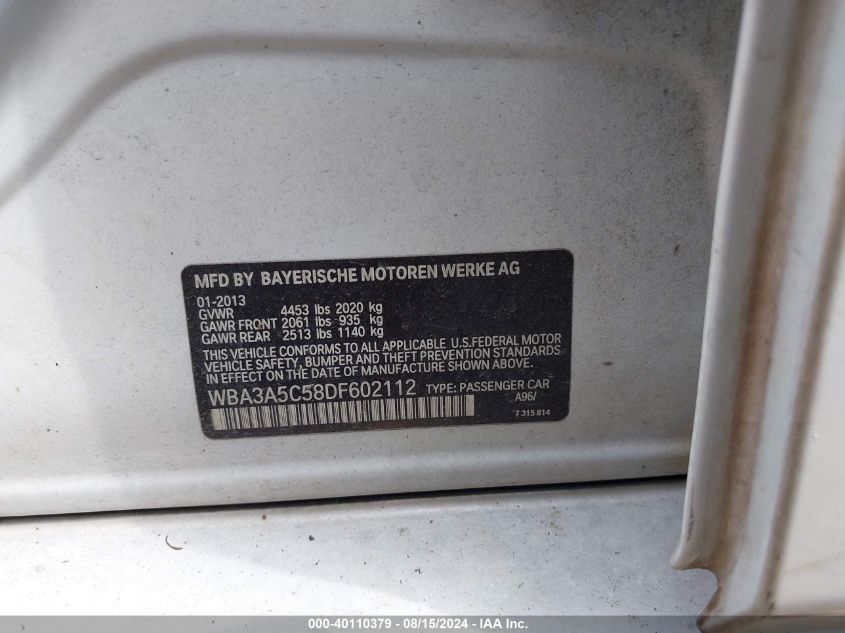 MFD BY BAYERISCHE MOTOREN WERKE AG
01-2013
GVWR 4453 lbs 2020 kg
GAWR FRONT 2061 lbs 935 kg
GAWR REAR 2513 lbs 1140 kg
THIS VEHICLE CONFORMS TO ALL APPLICABLE U.S.FEDERAL MOTOR
VEHICLE SAFETY, BUMPER AND THEFT PREVENTION STANDARDS
IN EFFECT ON THE DATE OF MANUFACTURE SHOWN ABOVE.
WBA3A5C58DF602112 TYPE: PASSENGER CAR
A96/
7 315 814
000-40110379 - 08/15/2024 - IAAI Inc.